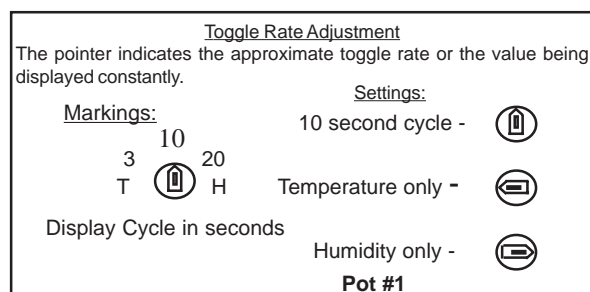 Toggle Rate Adjustment
The pointer indicates the approximate toggle rate or the value being
displayed constantly.
Settings:
Markings:
10 second cycle -
10
3 20
T H
Temperature only -
Display Cycle in seconds
Humidity only -
Pot #1